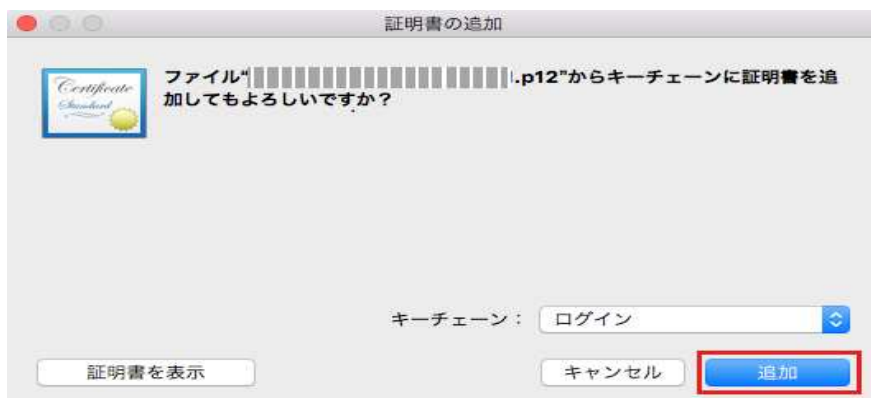 証明書の追加
Certificate
Standard
ファイル“ .p12”からキーチェーンに証明書を追
加してもよろしいですか？
キーチェーン： ログイン
証明書を表示 キャンセル 追加